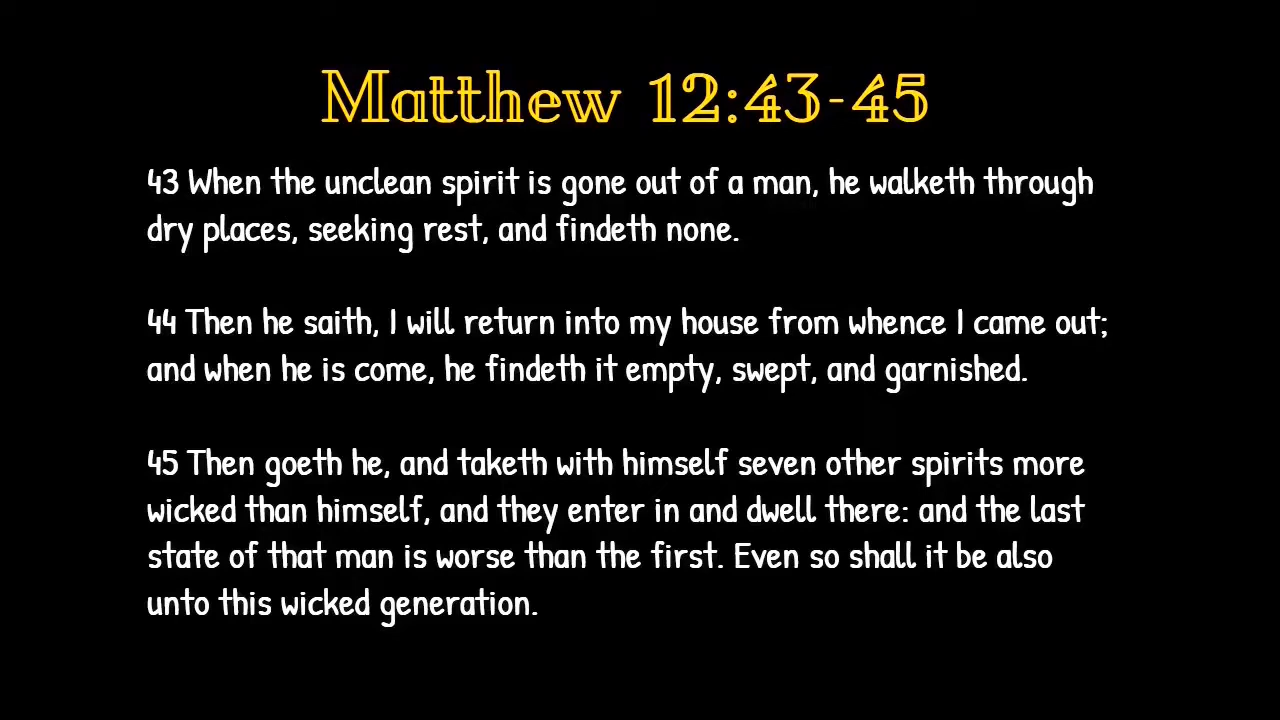 Matthew 12:43-45
43 When the unclean spirit is gone out of a man, he walketh through
dry places, seeking rest, and findeth none.
44 Then he saith, I will return into my house from whence I came out;
and when he is come, he findeth it empty, swept, and garnished.
45 Then goeth he, and taketh with himself seven other spirits more
wicked than himself, and they enter in and dwell there: and the last
state of that man is worse than the first. Even so shall it be also
unto this wicked generation.